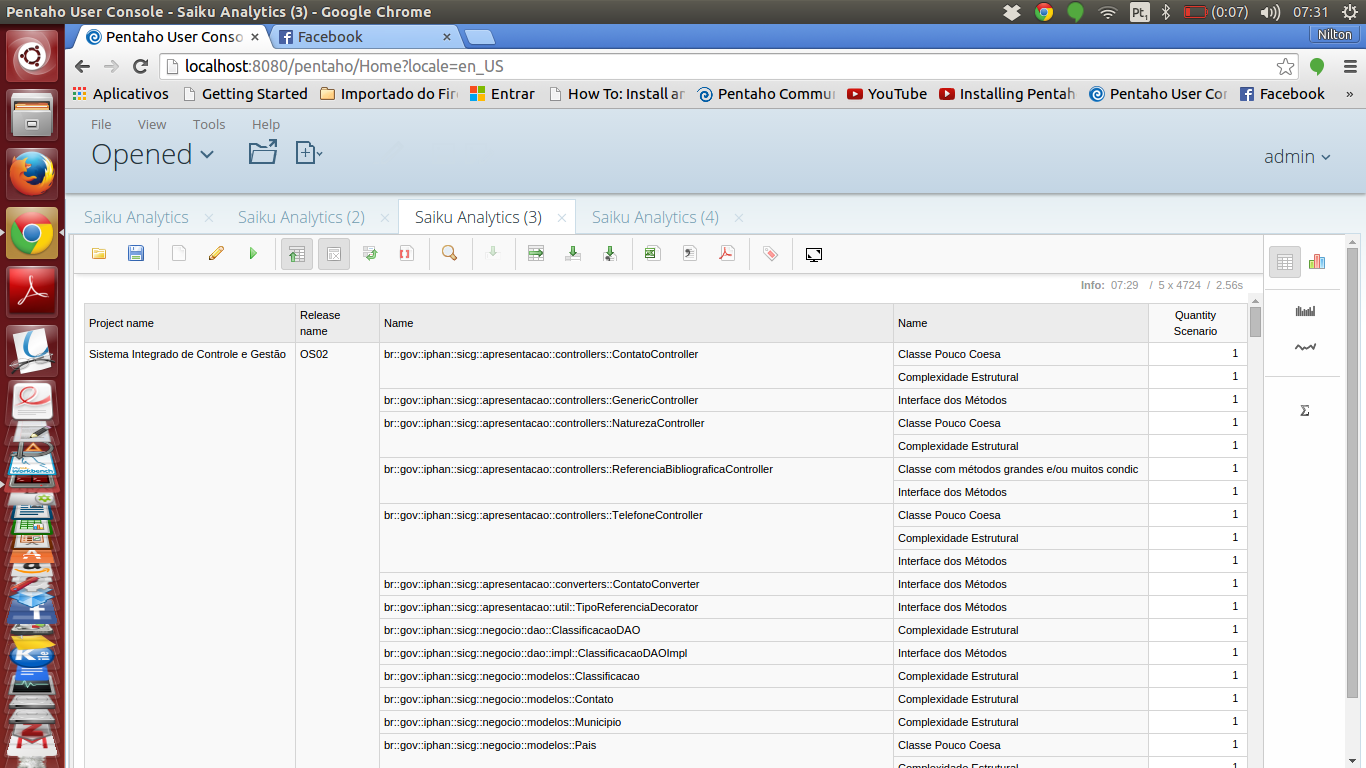 Pentaho User Console - Saiku Analytics (3) - Google Chrome
Pt1 (0:07) 07:31
Pentaho User Conso × Facebook × Nilton
localhost:8080/pentaho/Home?locale=en_US
Aplicativos Getting Started Importado do Fir Entrar How To: Install an Pentaho Commu YouTube Installing Pentah Pentaho User Con Facebook »
File View Tools Help
Opened admin
Saiku Analytics × Saiku Analytics (2) × Saiku Analytics (3) × Saiku Analytics (4) ×
Info: 07:29 / 5 x 4724 / 2.56s
Project name Release name Name Name Quantity Scenario
Sistema Integrado de Controle e Gestão OS02 br::gov::iphan::sicg::apresentacao::controllers::ContatoController Classe Pouco Coesa 1
Complexidade Estrutural 1
br::gov::iphan::sicg::apresentacao::controllers::GenericController Interface dos Métodos 1
br::gov::iphan::sicg::apresentacao::controllers::NaturezaController Classe Pouco Coesa 1
Complexidade Estrutural 1
br::gov::iphan::sicg::apresentacao::controllers::ReferenciaBibliograficaController Classe com métodos grandes e/ou muitos condic 1
Interface dos Métodos 1
br::gov::iphan::sicg::apresentacao::controllers::TelefoneController Classe Pouco Coesa 1
Complexidade Estrutural 1
Interface dos Métodos 1
br::gov::iphan::sicg::apresentacao::converters::ContatoConverter Interface dos Métodos 1
br::gov::iphan::sicg::apresentacao::util::TipoReferenciaDecorator Interface dos Métodos 1
br::gov::iphan::sicg::negocio::dao::ClassificacaoDAO Complexidade Estrutural 1
br::gov::iphan::sicg::negocio::dao::impl::ClassificacaoDAOImpl Interface dos Métodos 1
br::gov::iphan::sicg::negocio::modelos::Classificacao Complexidade Estrutural 1
br::gov::iphan::sicg::negocio::modelos::Contato Complexidade Estrutural 1
br::gov::iphan::sicg::negocio::modelos::Municipio Complexidade Estrutural 1
br::gov::iphan::sicg::negocio::modelos::Pais Classe Pouco Coesa 1
Complexidade Estrutural 1